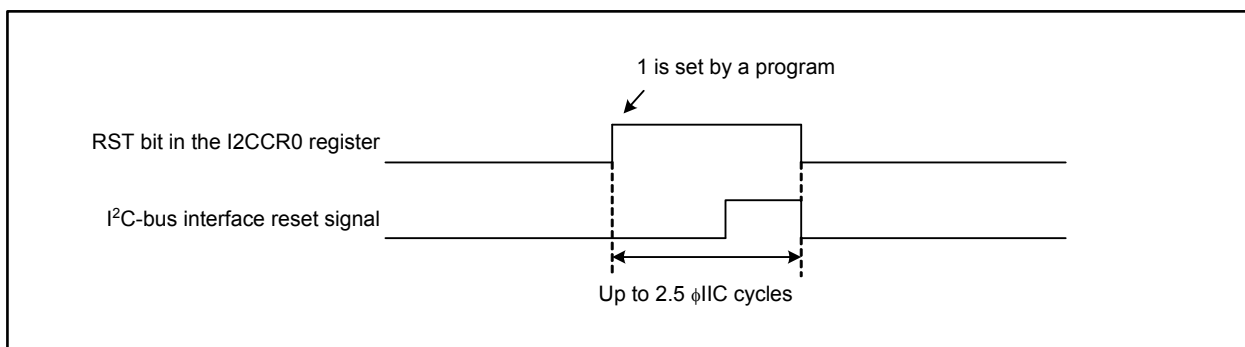 1 is set by a program
RST bit in the I2CCR0 register
I²C-bus interface reset signal
Up to 2.5 ϕIIC cycles